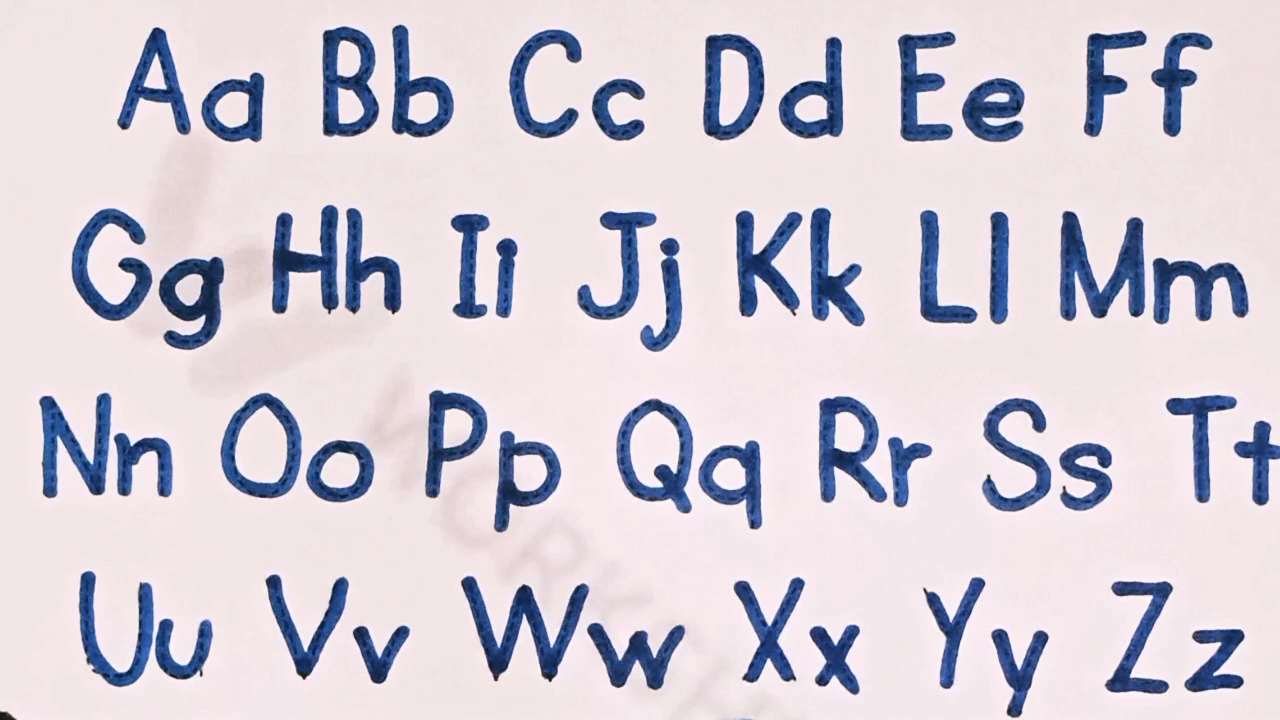 Aa Bb Cc Dd Ee Ff
Gg Hh Ii Jj Kk Ll Mm
Nn Oo Pp Qq Rr Ss Tt
Uu Vv Ww Xx Yy Zz